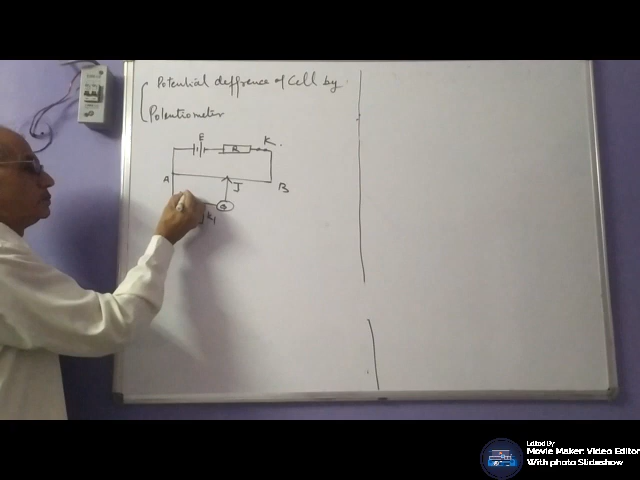 Potential deffrence of Cell by
Potentiometer
E
R
K
A
J
B
G
K1
Edited By
Movie Maker: Video Editor
With photo Slideshow